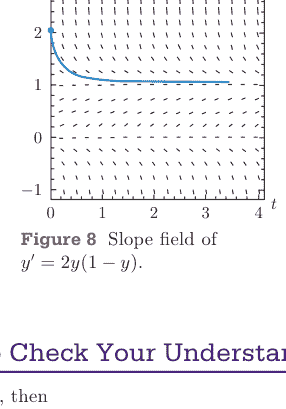 2
1
0
−1
0 1 2 3 4 t
Figure 8 Slope field of
y′ = 2y(1 − y).
Check Your
, then